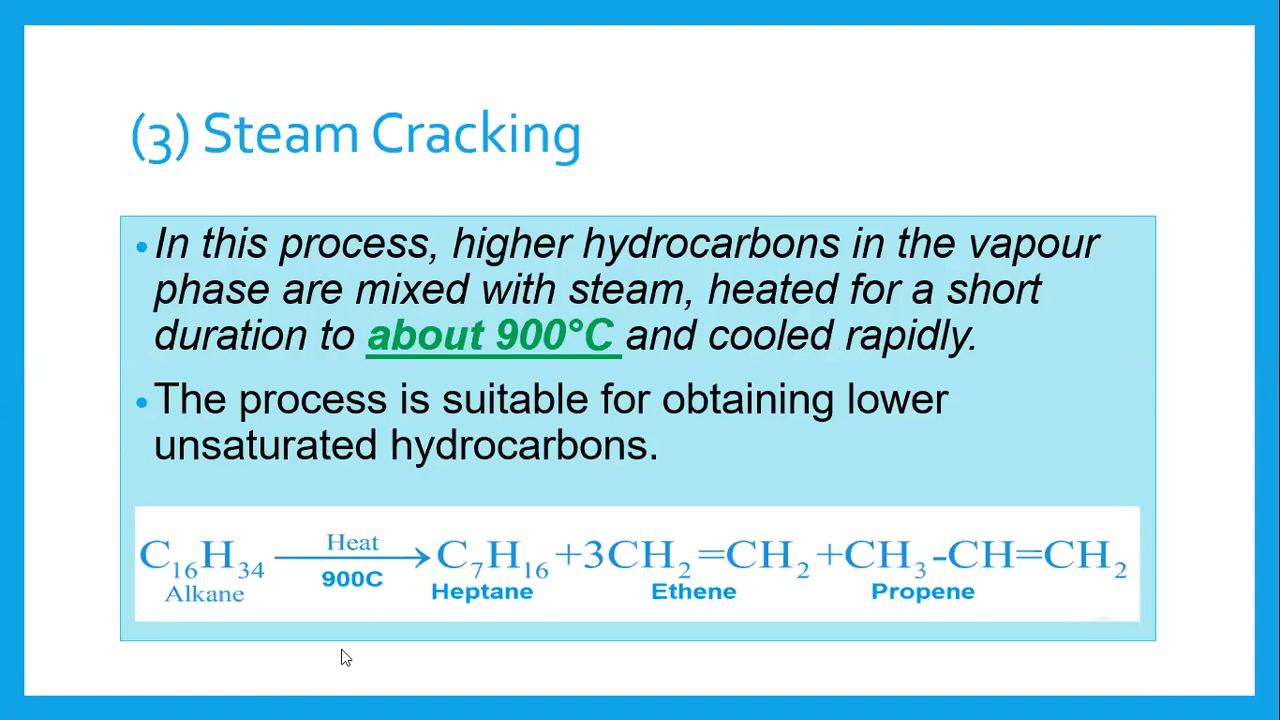 (3) Steam Cracking
• In this process, higher hydrocarbons in the vapour
phase are mixed with steam, heated for a short
duration to about 900°C and cooled rapidly.
• The process is suitable for obtaining lower
unsaturated hydrocarbons.
Heat
C₁₆H₃₄ ⟶ C₇H₁₆ +3CH₂=CH₂ +CH₃-CH=CH₂
900C
Alkane Heptane Ethene Propene